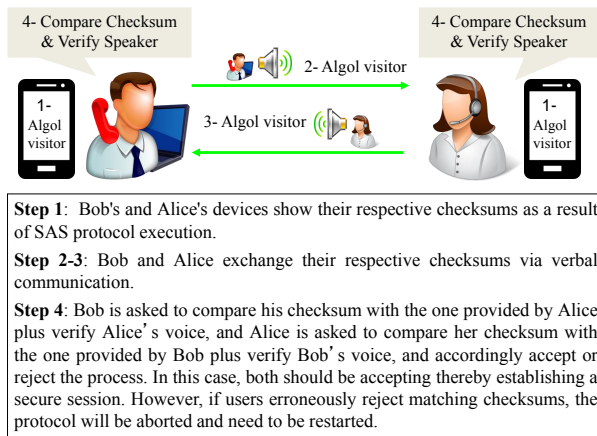 4- Compare Checksum
& Verify Speaker
4- Compare Checksum
& Verify Speaker
1-
Algol
visitor
2- Algol visitor
3- Algol visitor
1-
Algol
visitor
Step 1: Bob's and Alice's devices show their respective checksums as a result
of SAS protocol execution.
Step 2-3: Bob and Alice exchange their respective checksums via verbal
communication.
Step 4: Bob is asked to compare his checksum with the one provided by Alice
plus verify Alice's voice, and Alice is asked to compare her checksum with
the one provided by Bob plus verify Bob's voice, and accordingly accept or
reject the process. In this case, both should be accepting thereby establishing a
secure session. However, if users erroneously reject matching checksums, the
protocol will be aborted and need to be restarted.